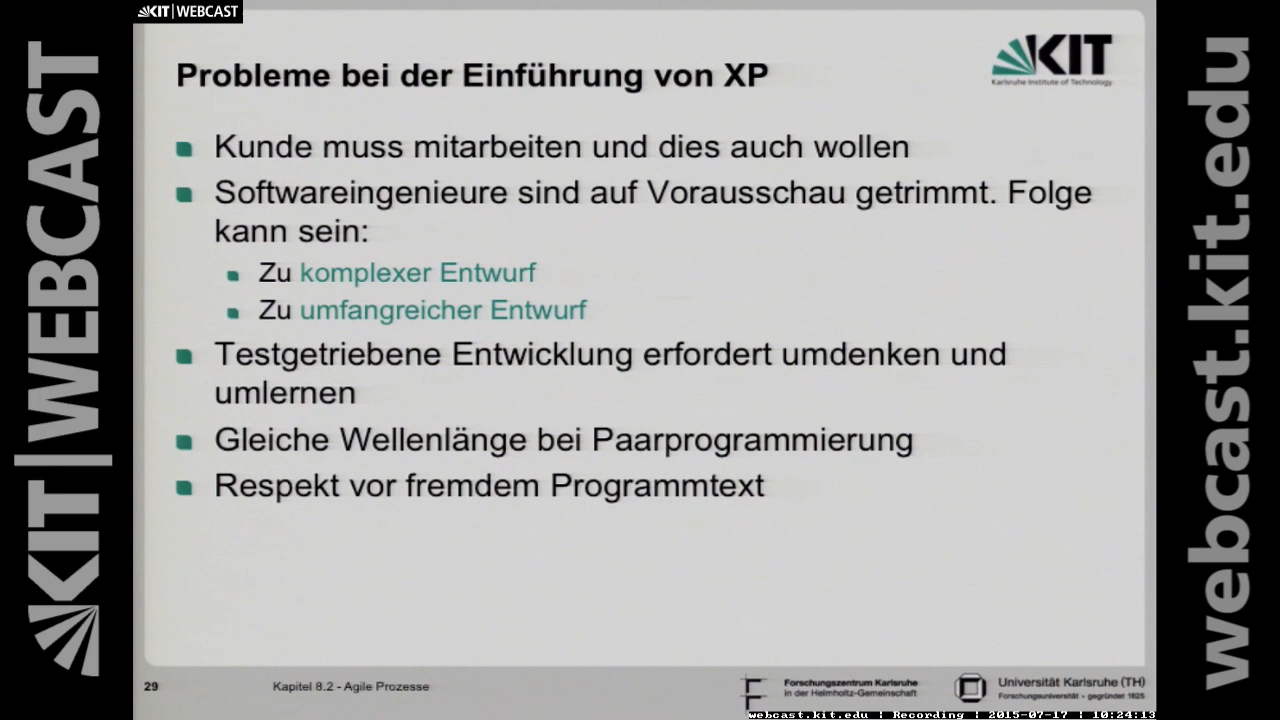 KIT | WEBCAST
KIT|WEBCAST
webcast.kit.edu
KIT
Karlsruhe Institute of Technology
Probleme bei der Einführung von XP
Kunde muss mitarbeiten und dies auch wollen
Softwareingenieure sind auf Vorausschau getrimmt. Folge
kann sein:
Zu komplexer Entwurf
Zu umfangreicher Entwurf
Testgetriebene Entwicklung erfordert umdenken und
umlernen
Gleiche Wellenlänge bei Paarprogrammierung
Respekt vor fremdem Programmtext
29
Kapitel 8.2 - Agile Prozesse
Forschungszentrum Karlsruhe
in der Helmholtz-Gemeinschaft
Universität Karlsruhe (TH)
Forschungsuniversität - gegründet 1825
webcast.kit.edu | Recording | 2015-07-17 | 10:24:13